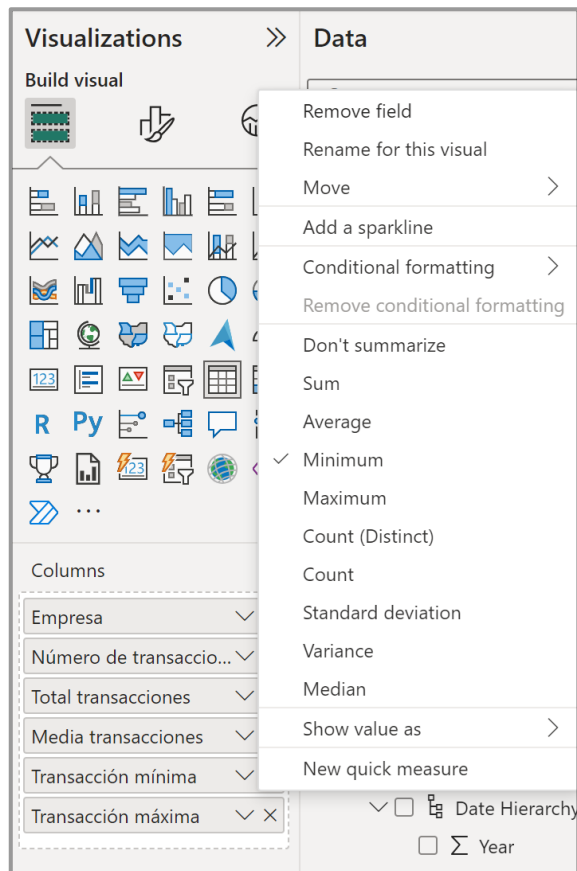 Visualizations
Data
Build visual
Remove field
Rename for this visual
Move
Add a sparkline
Conditional formatting
Remove conditional formatting
Don't summarize
Sum
Average
Minimum
Maximum
Count (Distinct)
Count
Standard deviation
Variance
Median
Show value as
New quick measure
123
R
Py
123
Columns
Empresa
Número de transaccio...
Total transacciones
Media transacciones
Transacción mínima
Transacción máxima
Date Hierarchy
Year